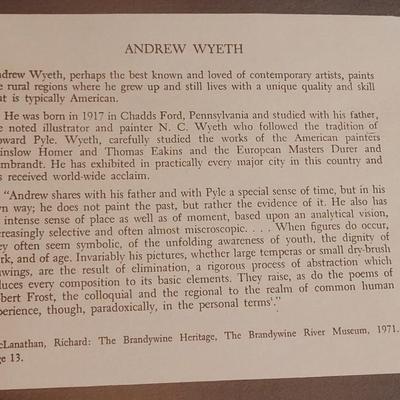 ANDREW WYETH
ndrew Wyeth, perhaps the best known and loved of contemporary artists, paints
e rural regions where he grew up and still lives with a unique quality and skill
at is typically American.
He was born in 1917 in Chadds Ford, Pennsylvania and studied with his father,
e noted illustrator and painter N. C. Wyeth who followed the tradition of
oward Pyle. Wyeth, carefully studied the works of the American painters
inslow Homer and Thomas Eakins and the European Masters Durer and
mbrandt. He has exhibited in practically every major city in this country and
s received world-wide acclaim.
"Andrew shares with his father and with Pyle a special sense of time, but in his
wn way; he does not paint the past, but rather the evidence of it. He also has
intense sense of place as well as of moment, based upon an analytical vision,
creasingly selective and often almost miscroscopic. . . . When figures do occur,
ey often seem symbolic, of the unfolding awareness of youth, the dignity of
rk, and of age. Invariably his pictures, whether large temperas or small dry-brush
awings, are the result of elimination, a rigorous process of abstraction which
duces every composition to its basic elements. They raise, as do the poems of
bert Frost, the colloquial and the regional to the realm of common human
perience, though, paradoxically, in the personal terms'."
cLanathan, Richard: The Brandywine Heritage, The Brandywine River Museum, 1971.
ge 13.